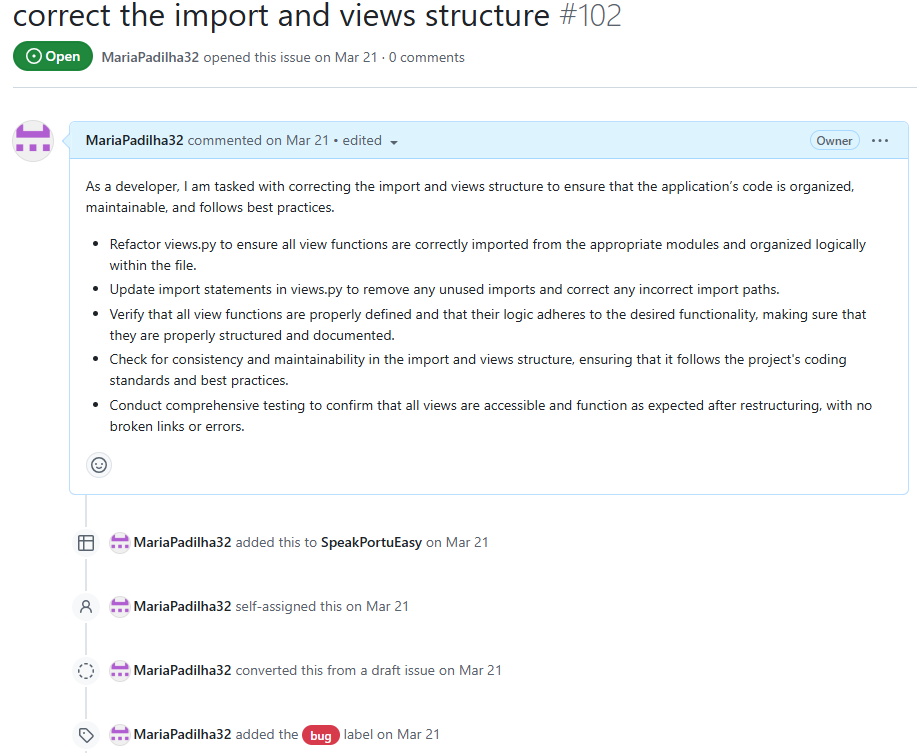 correct the import and views structure #102
Open MariaPadilha32 opened this issue on Mar 21 · 0 comments
MariaPadilha32 commented on Mar 21 • edited Owner
As a developer, I am tasked with correcting the import and views structure to ensure that the application's code is organized,
maintainable, and follows best practices.
• Refactor views.py to ensure all view functions are correctly imported from the appropriate modules and organized logically
within the file.
• Update import statements in views.py to remove any unused imports and correct any incorrect import paths.
• Verify that all view functions are properly defined and that their logic adheres to the desired functionality, making sure that
they are properly structured and documented.
• Check for consistency and maintainability in the import and views structure, ensuring that it follows the project's coding
standards and best practices.
• Conduct comprehensive testing to confirm that all views are accessible and function as expected after restructuring, with no
broken links or errors.
MariaPadilha32 added this to SpeakPortuEasy on Mar 21
MariaPadilha32 self-assigned this on Mar 21
MariaPadilha32 converted this from a draft issue on Mar 21
MariaPadilha32 added the bug label on Mar 21